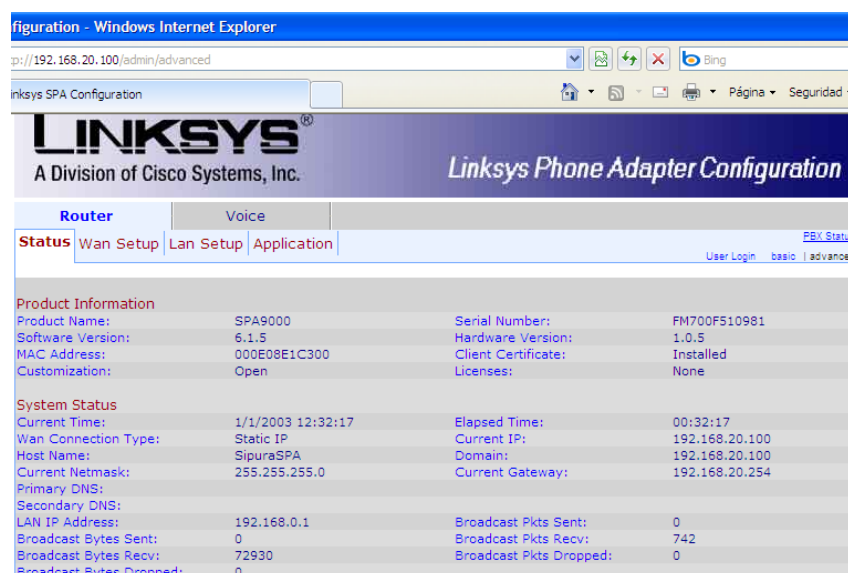 figuration - Windows Internet Explorer
tp://192.168.20.100/admin/advanced
Bing
inksys SPA Configuration
Página
Seguridad
LINKSYS®
A Division of Cisco Systems, Inc.
Linksys Phone Adapter Configuration
Router Voice
Status Wan Setup Lan Setup Application
PBX Statu
User Login basic | advance
Product Information
Product Name: SPA9000 Serial Number: FM700F510981
Software Version: 6.1.5 Hardware Version: 1.0.5
MAC Address: 000E08E1C300 Client Certificate: Installed
Customization: Open Licenses: None
System Status
Current Time: 1/1/2003 12:32:17 Elapsed Time: 00:32:17
Wan Connection Type: Static IP Current IP: 192.168.20.100
Host Name: SipuraSPA Domain: 192.168.20.100
Current Netmask: 255.255.255.0 Current Gateway: 192.168.20.254
Primary DNS:
Secondary DNS:
LAN IP Address: 192.168.0.1 Broadcast Pkts Sent: 0
Broadcast Bytes Sent: 0 Broadcast Pkts Recv: 742
Broadcast Bytes Recv: 72930 Broadcast Pkts Dropped: 0
Broadcast Bytes Dropped: 0